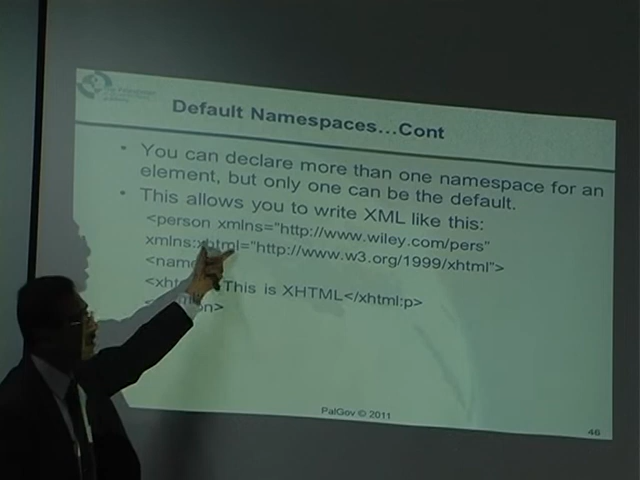 Default Namespaces...Cont
• You can declare more than one namespace for an
element, but only one can be the default.
• This allows you to write XML like this:
<person xmlns="http://www.wiley.com/pers"
xmlns:xhtml="http://www.w3.org/1999/xhtml">
<name
<xht This is XHTML</xhtml:p>
on>
PalGov © 2011
46